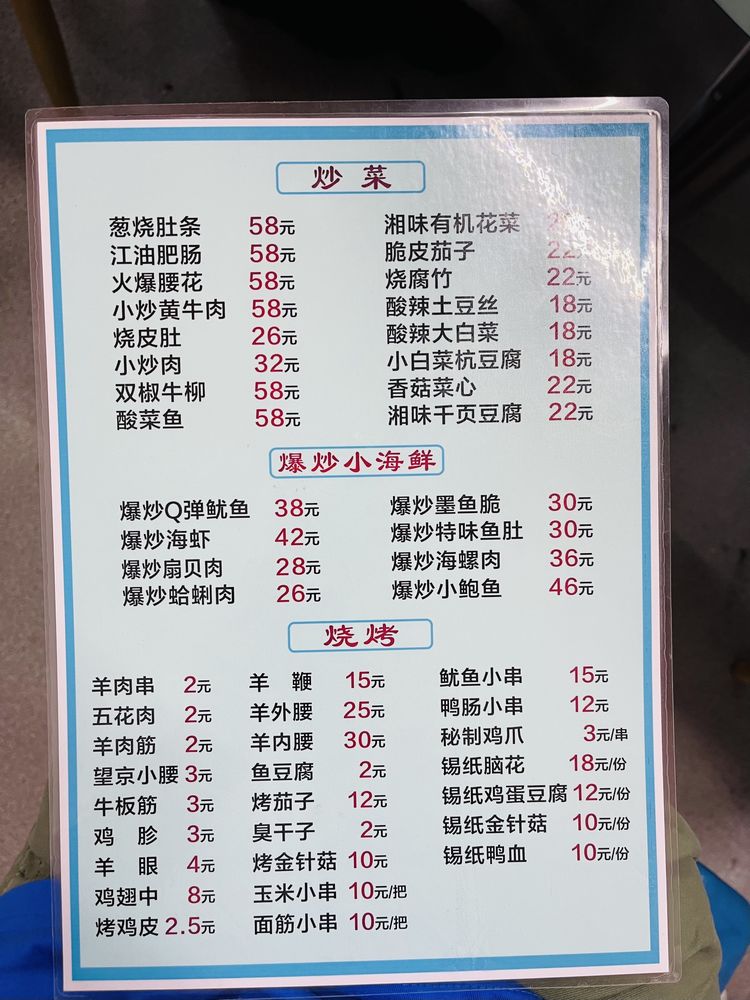 炒菜
葱烧肚条 58元
江油肥肠 58元
火爆腰花 58元
小炒黄牛肉 58元
烧皮肚 26元
小炒肉 32元
双椒牛柳 58元
酸菜鱼 58元
湘味有机花菜
脆皮茄子 22
烧腐竹 22元
酸辣土豆丝 18元
酸辣大白菜 18元
小白菜杭豆腐 18元
香菇菜心 22元
湘味千页豆腐 22元
爆炒小海鲜
爆炒Q弹鱿鱼 38元
爆炒海虾 42元
爆炒扇贝肉 28元
爆炒蛤蜊肉 26元
爆炒墨鱼脆 30元
爆炒特味鱼肚 30元
爆炒海螺肉 36元
爆炒小鲍鱼 46元
烧烤
羊肉串 2元
五花肉 2元
羊肉筋 2元
望京小腰 3元
牛板筋 3元
鸡胗 3元
羊眼 4元
鸡翅中 8元
烤鸡皮 2.5元
羊鞭 15元
羊外腰 25元
羊内腰 30元
鱼豆腐 2元
烤茄子 12元
臭干子 2元
烤金针菇 10元
玉米小串 10元/把
面筋小串 10元/把
鱿鱼小串 15元
鸭肠小串 12元
秘制鸡爪 3元/串
锡纸脑花 18元/份
锡纸鸡蛋豆腐 12元/份
锡纸金针菇 10元/份
锡纸鸭血 10元/份